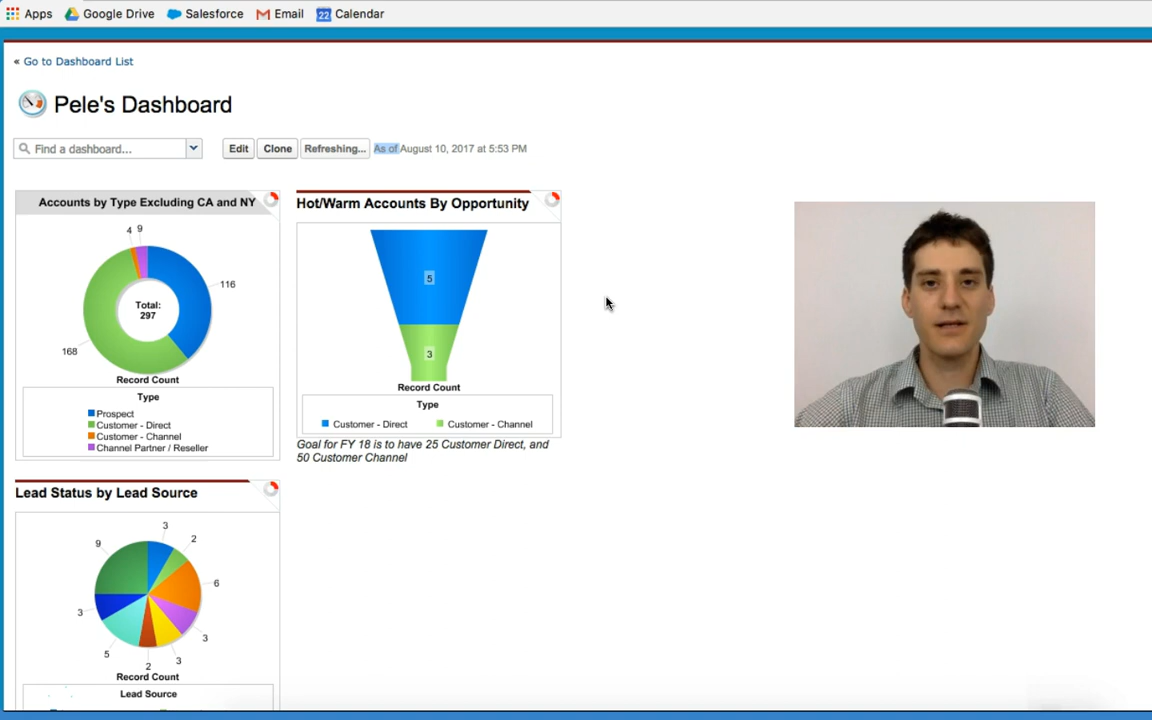 Apps Google Drive Salesforce Email 22 Calendar
« Go to Dashboard List
Pele's Dashboard
Find a dashboard... Edit Clone Refreshing... As of August 10, 2017 at 5:53 PM
Accounts by Type Excluding CA and NY
4 9
116
Total:
297
168
Record Count
Type
Prospect
Customer - Direct
Customer - Channel
Channel Partner / Reseller
Hot/Warm Accounts By Opportunity
5
3
Record Count
Type
Customer - Direct Customer - Channel
Goal for FY 18 is to have 25 Customer Direct, and
50 Customer Channel
Lead Status by Lead Source
3
2
9
6
3
3
5
3
2
Record Count
Lead Source